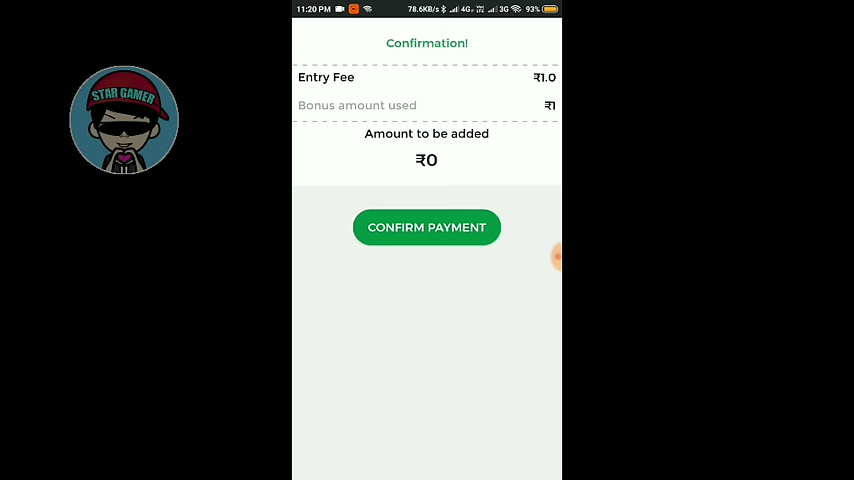 11:20 PM 78.6KB/s 4G 3G 93%
STAR GAMER
Confirmation!
Entry Fee ₹1.0
Bonus amount used ₹1
Amount to be added
₹0
CONFIRM PAYMENT